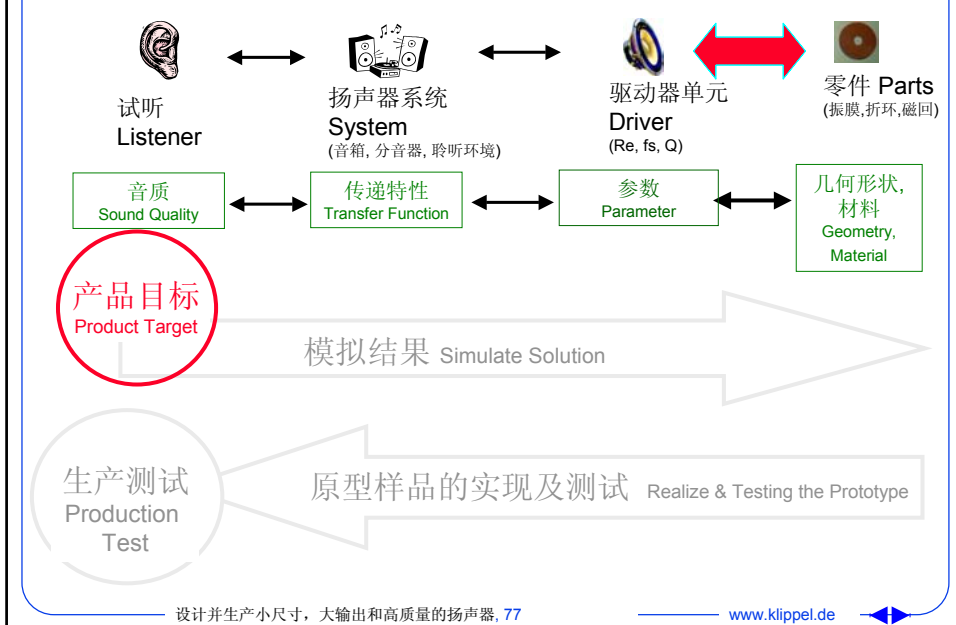 试听
Listener
扬声器系统
System
(音箱, 分音器, 聆听环境)
驱动器单元
Driver
(Re, fs, Q)
零件 Parts
(振膜,折环,磁回)
音质
Sound Quality
传递特性
Transfer Function
参数
Parameter
几何形状,
材料
Geometry,
Material
产品目标
Product Target
模拟结果 Simulate Solution
生产测试
Production
Test
原型样品的实现及测试 Realize & Testing the Prototype
设计并生产小尺寸，大输出和高质量的扬声器, 77
www.klippel.de